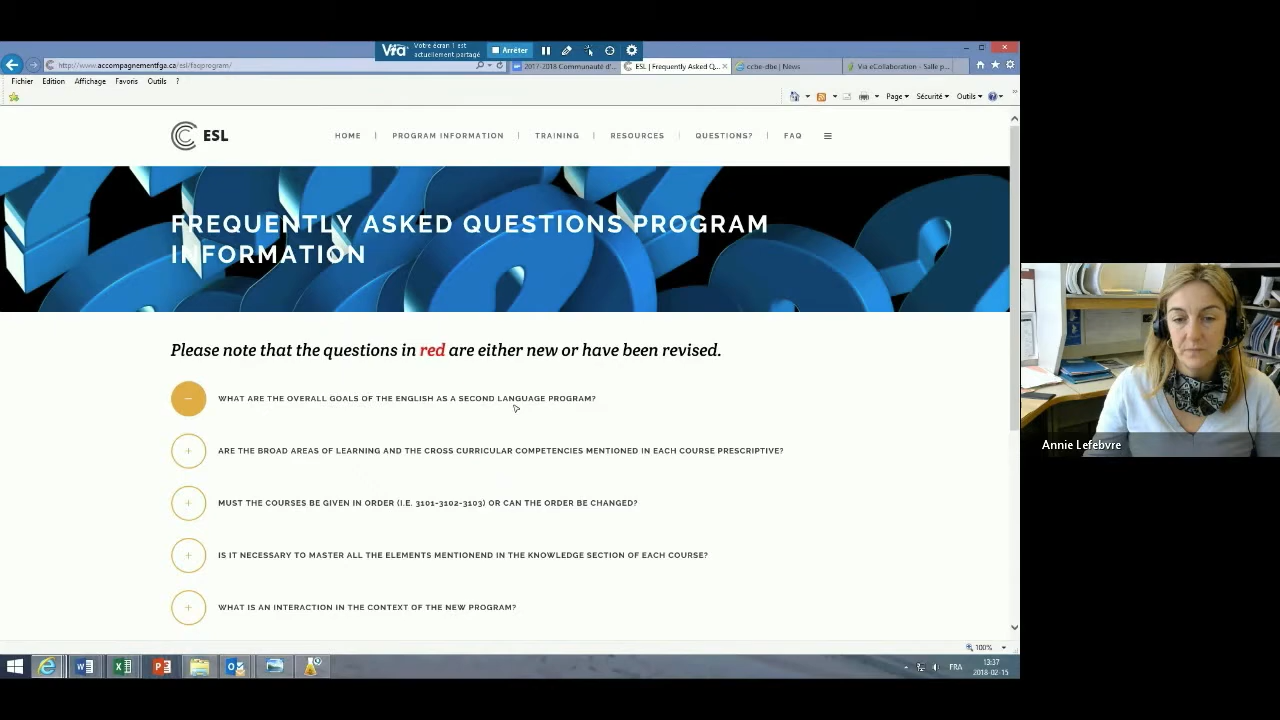 Via
Votre écran 1 est
actuellement partagé
Arrêter
http://www.accompagnementfga.ca/esl/faqprogram/
2017-2018 Communauté d'...
ESL | Frequently Asked Q...
ccbe-dbe | News
Via eCollaboration - Salle p...
Fichier Edition Affichage Favoris Outils ?
Page Sécurité Outils
ESL
HOME PROGRAM INFORMATION TRAINING RESOURCES QUESTIONS? FAQ
FREQUENTLY ASKED QUESTIONS PROGRAM
INFORMATION
Please note that the questions in red are either new or have been revised.
WHAT ARE THE OVERALL GOALS OF THE ENGLISH AS A SECOND LANGUAGE PROGRAM?
ARE THE BROAD AREAS OF LEARNING AND THE CROSS CURRICULAR COMPETENCIES MENTIONED IN EACH COURSE PRESCRIPTIVE?
MUST THE COURSES BE GIVEN IN ORDER (I.E. 3101-3102-3103) OR CAN THE ORDER BE CHANGED?
IS IT NECESSARY TO MASTER ALL THE ELEMENTS MENTIONEND IN THE KNOWLEDGE SECTION OF EACH COURSE?
WHAT IS AN INTERACTION IN THE CONTEXT OF THE NEW PROGRAM?
100%
FRA
13:37
2018-02-15
Annie Lefebvre